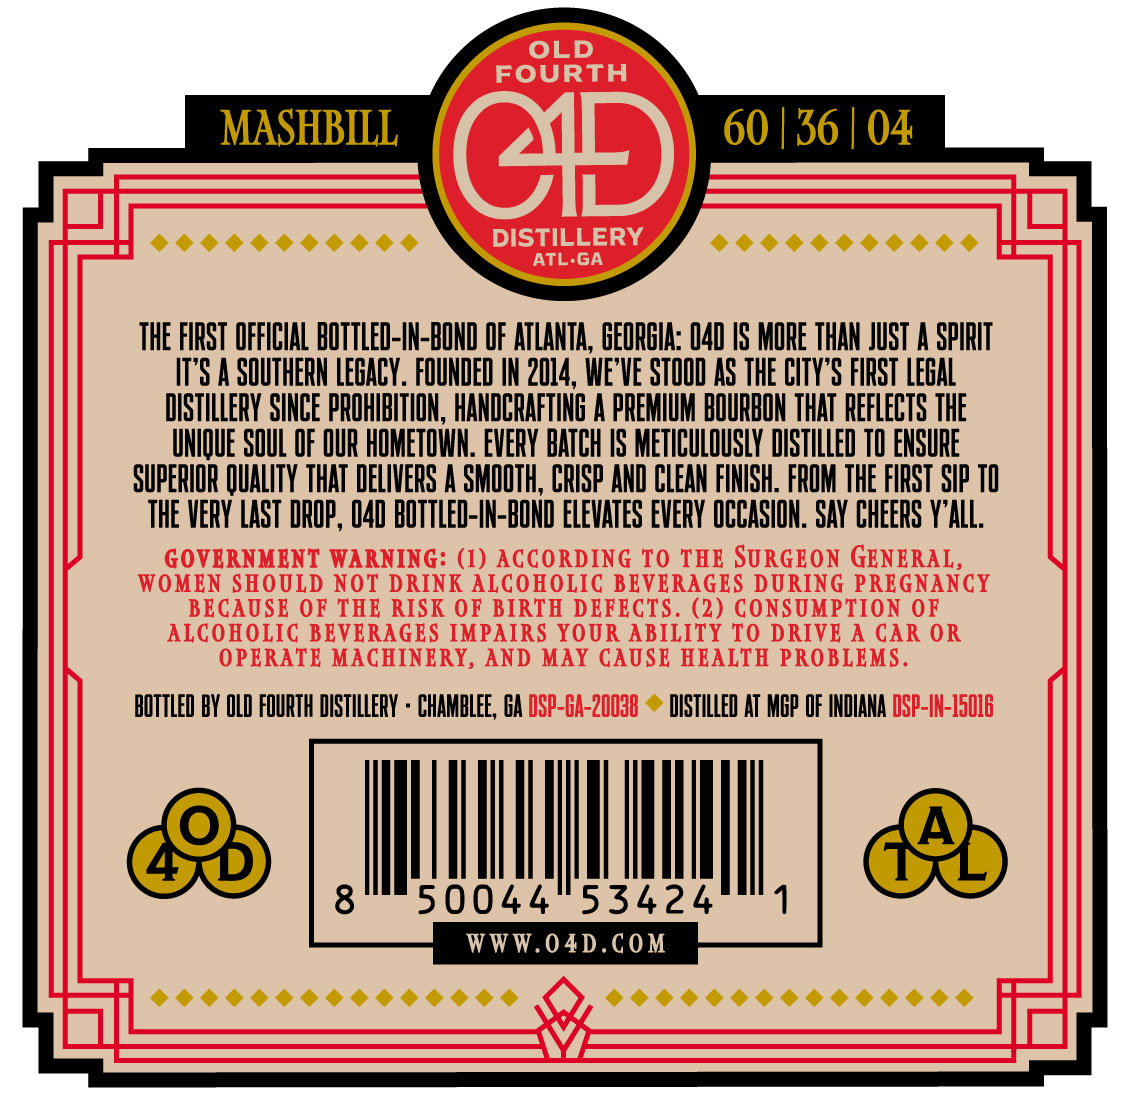 OLD
FOURTH
O4D
DISTILLERY
ATL•GA
MASHBILL
60 | 36 | 04
THE FIRST OFFICIAL BOTTLED-IN-BOND OF ATLANTA, GEORGIA: O4D IS MORE THAN JUST A SPIRIT
IT'S A SOUTHERN LEGACY. FOUNDED IN 2014, WE'VE STOOD AS THE CITY'S FIRST LEGAL
DISTILLERY SINCE PROHIBITION, HANDCRAFTING A PREMIUM BOURBON THAT REFLECTS THE
UNIQUE SOUL OF OUR HOMETOWN. EVERY BATCH IS METICULOUSLY DISTILLED TO ENSURE
SUPERIOR QUALITY THAT DELIVERS A SMOOTH, CRISP AND CLEAN FINISH. FROM THE FIRST SIP TO
THE VERY LAST DROP, O4D BOTTLED-IN-BOND ELEVATES EVERY OCCASION. SAY CHEERS Y'ALL.
GOVERNMENT WARNING: (1) ACCORDING TO THE SURGEON GENERAL,
WOMEN SHOULD NOT DRINK ALCOHOLIC BEVERAGES DURING PREGNANCY
BECAUSE OF THE RISK OF BIRTH DEFECTS. (2) CONSUMPTION OF
ALCOHOLIC BEVERAGES IMPAIRS YOUR ABILITY TO DRIVE A CAR OR
OPERATE MACHINERY, AND MAY CAUSE HEALTH PROBLEMS.
BOTTLED BY OLD FOURTH DISTILLERY • CHAMBLEE, GA DSP-GA-20038 ◆ DISTILLED AT MGP OF INDIANA DSP-IN-15016
O
4 D
A
T L
8 50044 53424 1
WWW.O4D.COM